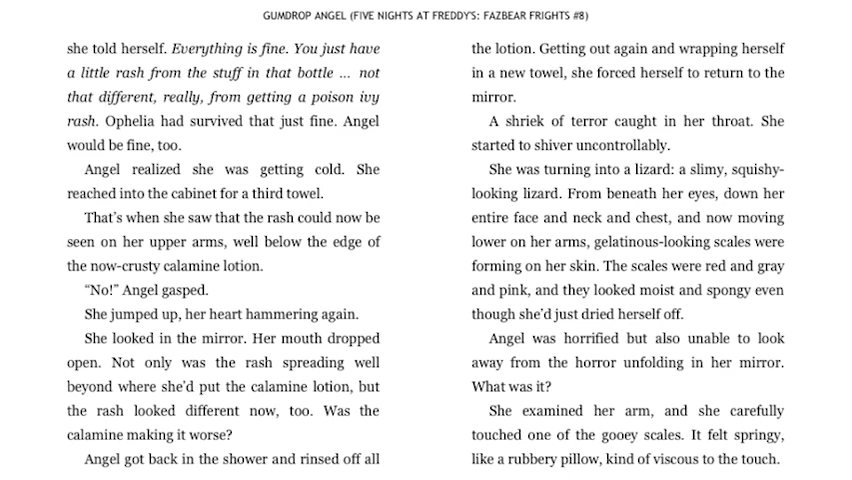 GUMDROP ANGEL (FIVE NIGHTS AT FREDDY'S: FAZBEAR FRIGHTS #8)
she told herself. Everything is fine. You just have
a little rash from the stuff in that bottle ... not
that different, really, from getting a poison ivy
rash. Ophelia had survived that just fine. Angel
would be fine, too.
Angel realized she was getting cold. She
reached into the cabinet for a third towel.
That's when she saw that the rash could now be
seen on her upper arms, well below the edge of
the now-crusty calamine lotion.
“No!” Angel gasped.
She jumped up, her heart hammering again.
She looked in the mirror. Her mouth dropped
open. Not only was the rash spreading well
beyond where she'd put the calamine lotion, but
the rash looked different now, too. Was the
calamine making it worse?
Angel got back in the shower and rinsed off all
the lotion. Getting out again and wrapping herself
in a new towel, she forced herself to return to the
mirror.
A shriek of terror caught in her throat. She
started to shiver uncontrollably.
She was turning into a lizard: a slimy, squishy-
looking lizard. From beneath her eyes, down her
entire face and neck and chest, and now moving
lower on her arms, gelatinous-looking scales were
forming on her skin. The scales were red and gray
and pink, and they looked moist and spongy even
though she'd just dried herself off.
Angel was horrified but also unable to look
away from the horror unfolding in her mirror.
What was it?
She examined her arm, and she carefully
touched one of the gooey scales. It felt springy,
like a rubbery pillow, kind of viscous to the touch.